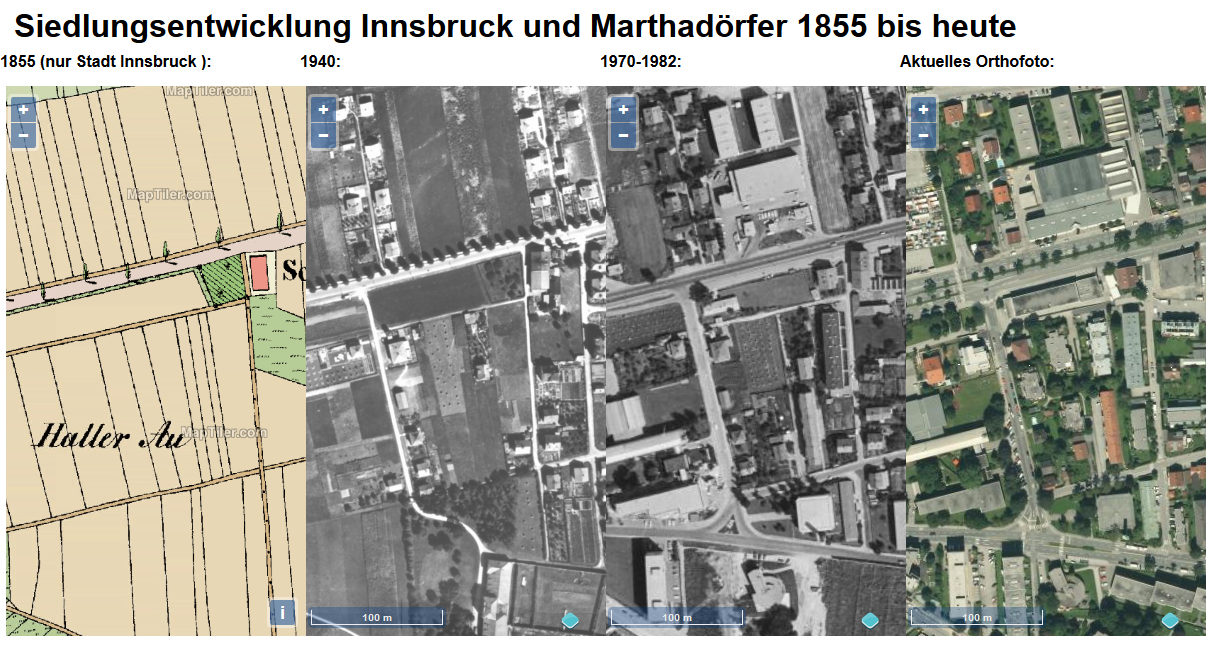 Siedlungsentwicklung Innsbruck und Marthadörfer 1855 bis heute
1855 (nur Stadt Innsbruck ):
1940:
1970-1982:
Aktuelles Orthofoto:
+
−
+
−
+
−
+
−
MapTiler.com
MapTiler.com
Sc
Haller Au
MapTiler.com
i
100 m
100 m
100 m